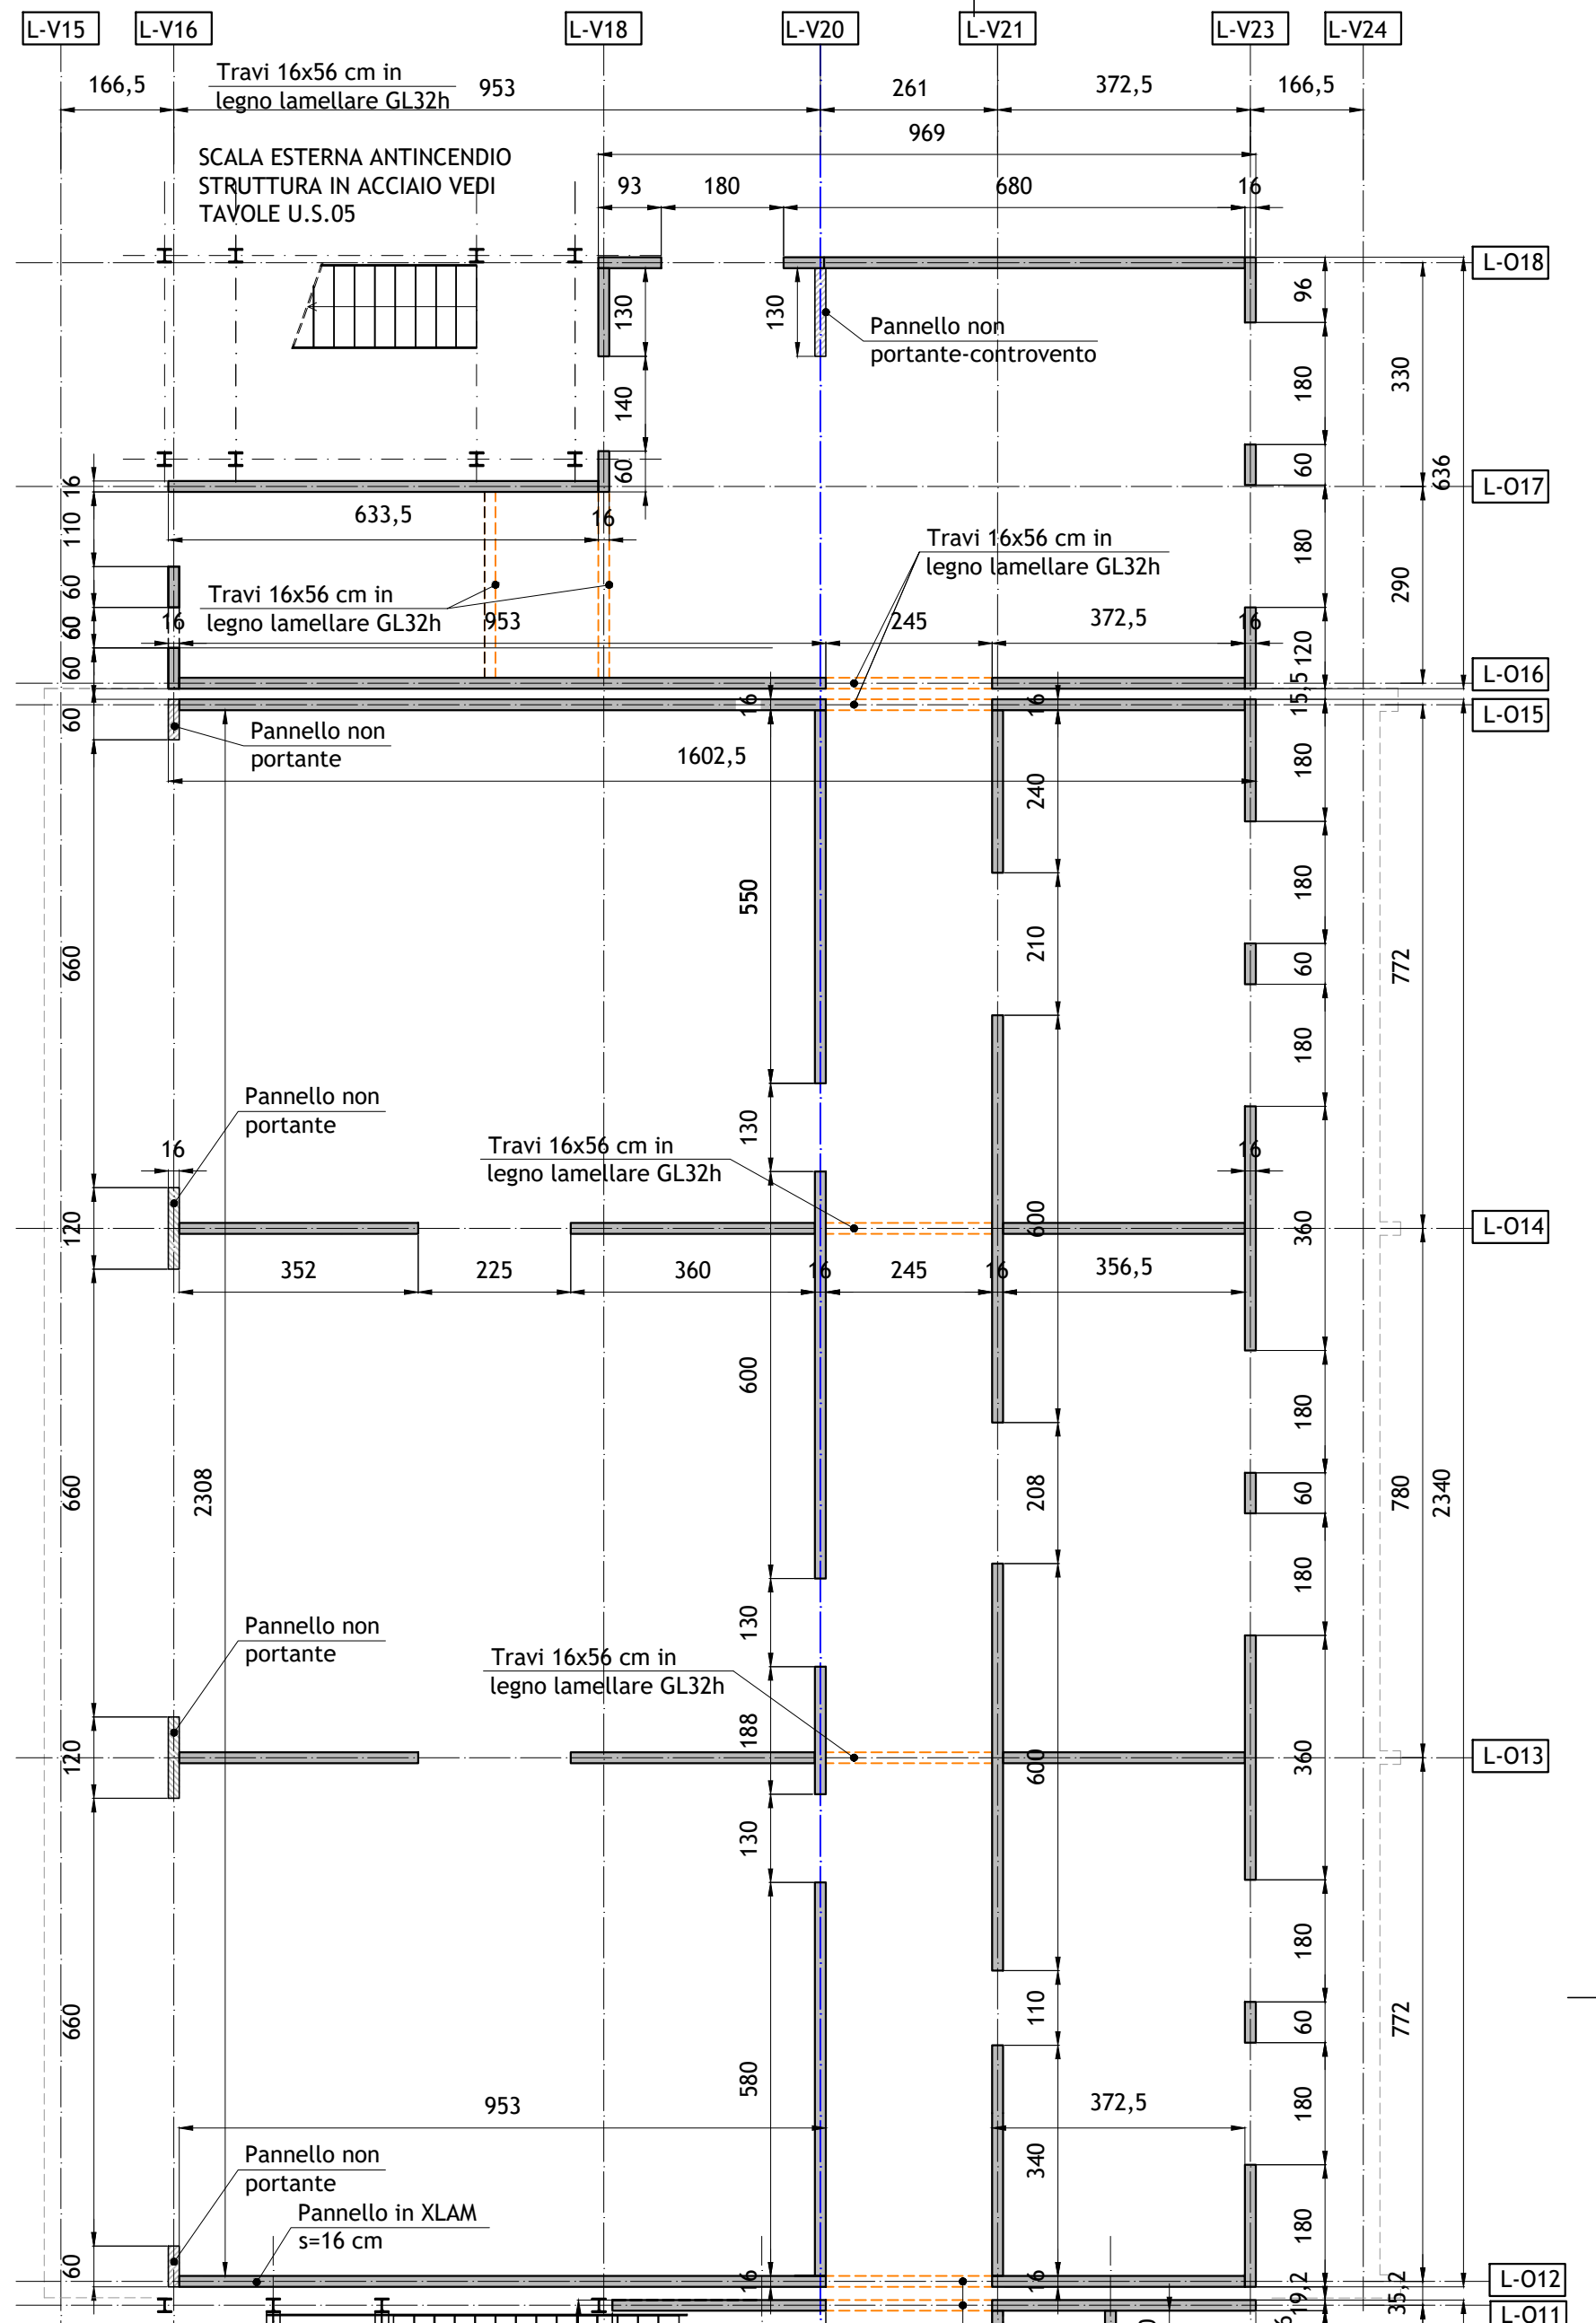 L-V15
L-V16
L-V18
L-V20
L-V21
L-V23
L-V24
166,5
Travi 16x56 cm in
legno lamellare GL32h
953
261
372,5
166,5
969
SCALA ESTERNA ANTINCENDIO
STRUTTURA IN ACCIAIO VEDI
TAVOLE U.S.05
93
180
680
16
L-O18
130
130
Pannello non
portante-controvento
96
180
330
140
60
60
636
16
L-O17
633,5
16
110
180
Travi 16x56 cm in
legno lamellare GL32h
290
60
Travi 16x56 cm in
legno lamellare GL32h
60
16
953
245
372,5
16
120
60
L-O16
15,5
16
16
60
L-O15
Pannello non
portante
1602,5
180
240
550
180
660
210
60
772
180
Pannello non
portante
130
16
Travi 16x56 cm in
legno lamellare GL32h
16
120
600
360
L-O14
352
225
360
16
245
16
356,5
600
180
660
2308
208
60
780
2340
180
130
Pannello non
portante
Travi 16x56 cm in
legno lamellare GL32h
188
120
600
360
L-O13
130
180
660
110
60
772
580
953
372,5
180
340
Pannello non
portante
Pannello in XLAM
s=16 cm
180
60
16
16
19,2
35,2
L-O12
L-O11